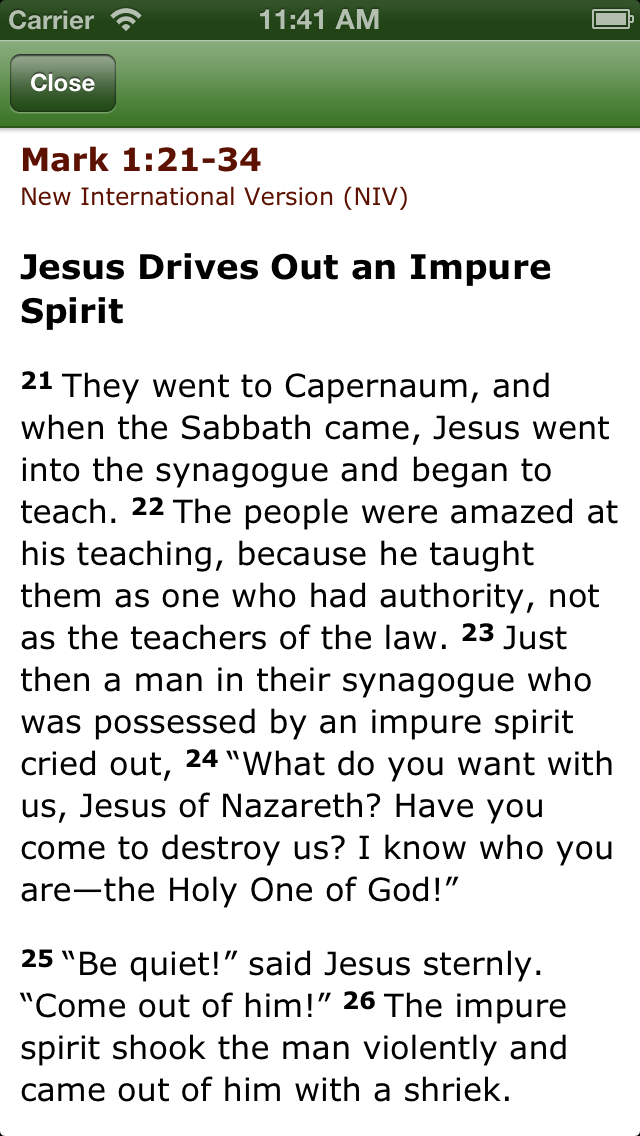 Carrier 11:41 AM
Close
Mark 1:21-34
New International Version (NIV)
Jesus Drives Out an Impure
Spirit
21 They went to Capernaum, and
when the Sabbath came, Jesus went
into the synagogue and began to
teach. 22 The people were amazed at
his teaching, because he taught
them as one who had authority, not
as the teachers of the law. 23 Just
then a man in their synagogue who
was possessed by an impure spirit
cried out, 24 “What do you want with
us, Jesus of Nazareth? Have you
come to destroy us? I know who you
are—the Holy One of God!”
25 “Be quiet!” said Jesus sternly.
“Come out of him!” 26 The impure
spirit shook the man violently and
came out of him with a shriek.